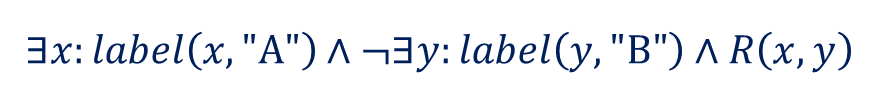 ∃x: label(x, "A") ∧ ¬∃y: label(y, "B") ∧ R(x, y)